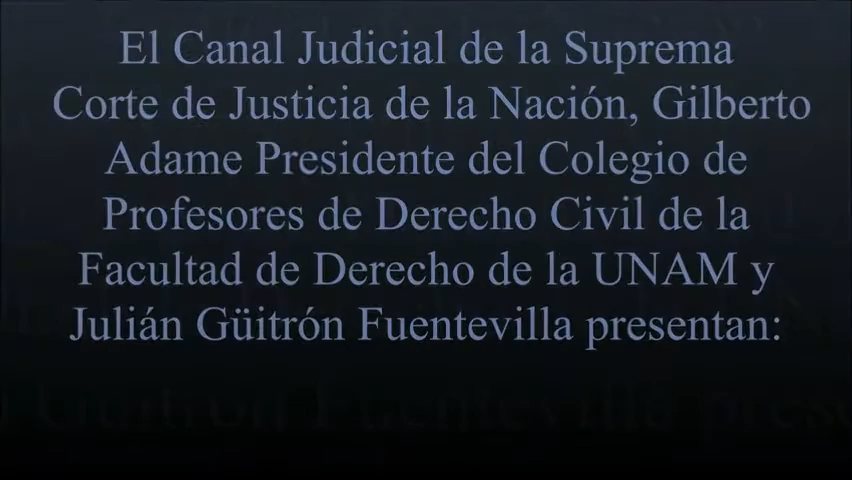 El Canal Judicial de la Suprema
Corte de Justicia de la Nación, Gilberto
Adame Presidente del Colegio de
Profesores de Derecho Civil de la
Facultad de Derecho de la UNAM y
Julián Güitrón Fuentevilla presentan: